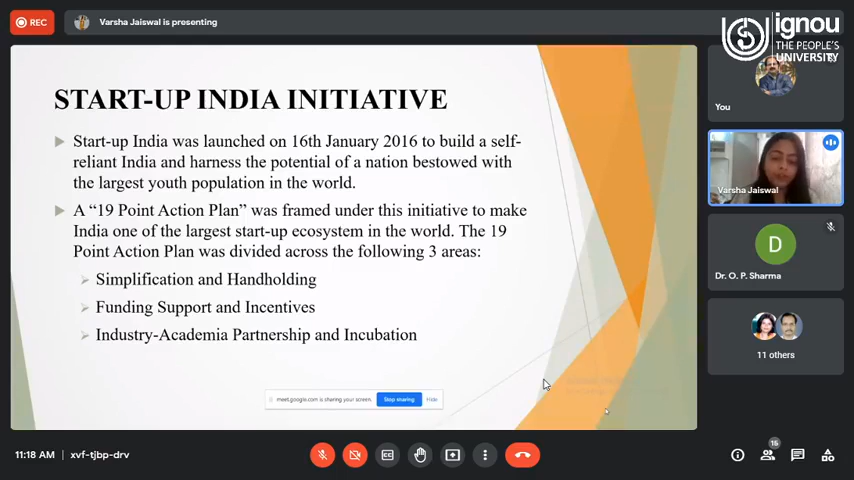 REC
Varsha Jaiswal is presenting
ignou
THE PEOPLE'S
UNIVERSITY
START-UP INDIA INITIATIVE
Start-up India was launched on 16th January 2016 to build a self-
reliant India and harness the potential of a nation bestowed with
the largest youth population in the world.
A “19 Point Action Plan” was framed under this initiative to make
India one of the largest start-up ecosystem in the world. The 19
Point Action Plan was divided across the following 3 areas:
Simplification and Handholding
Funding Support and Incentives
Industry-Academia Partnership and Incubation
meet.google.com is sharing your screen.
Stop sharing
Hide
You
Varsha Jaiswal
D
Dr. O. P. Sharma
11 others
11:18 AM
xvf-tjbp-drv
CC
15